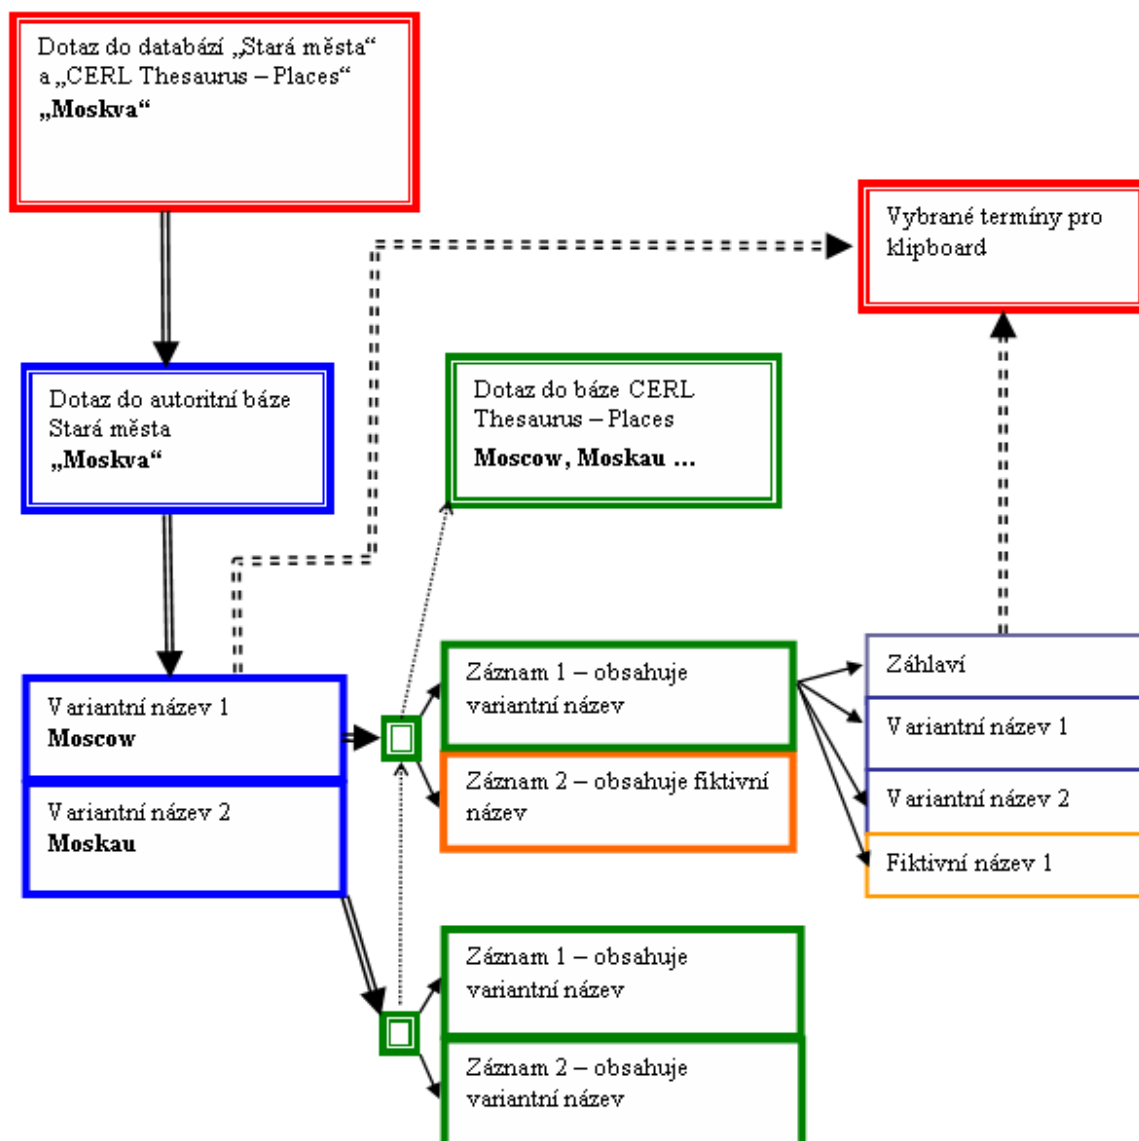 Dotaz do databází „Stará města“
a „CERL Thesaurus – Places“
„Moskva“
Vybrané termíny pro
klipboard
Dotaz do autoritní báze
Stará města
„Moskva“
Dotaz do báze CERL
Thesaurus – Places
Moscow, Moskau ...
Variantní název 1
Moscow
Variantní název 2
Moskau
Záznam 1 – obsahuje
variantní název
Záznam 2 – obsahuje fiktivní
název
Záhlaví
Variantní název 1
Variantní název 2
Fiktivní název 1
Záznam 1 – obsahuje
variantní název
Záznam 2 – obsahuje
variantní název